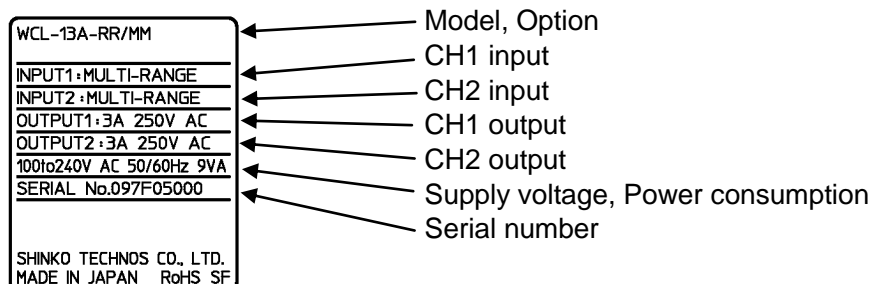 WCL-13A-RR/MM
INPUT1:MULTI-RANGE
INPUT2:MULTI-RANGE
OUTPUT1:3A 250V AC
OUTPUT2:3A 250V AC
100to240V AC 50/60Hz 9VA
SERIAL No.097F05000
SHINKO TECHNOS CO., LTD.
MADE IN JAPAN RoHS SF
Model, Option
CH1 input
CH2 input
CH1 output
CH2 output
Supply voltage, Power consumption
Serial number